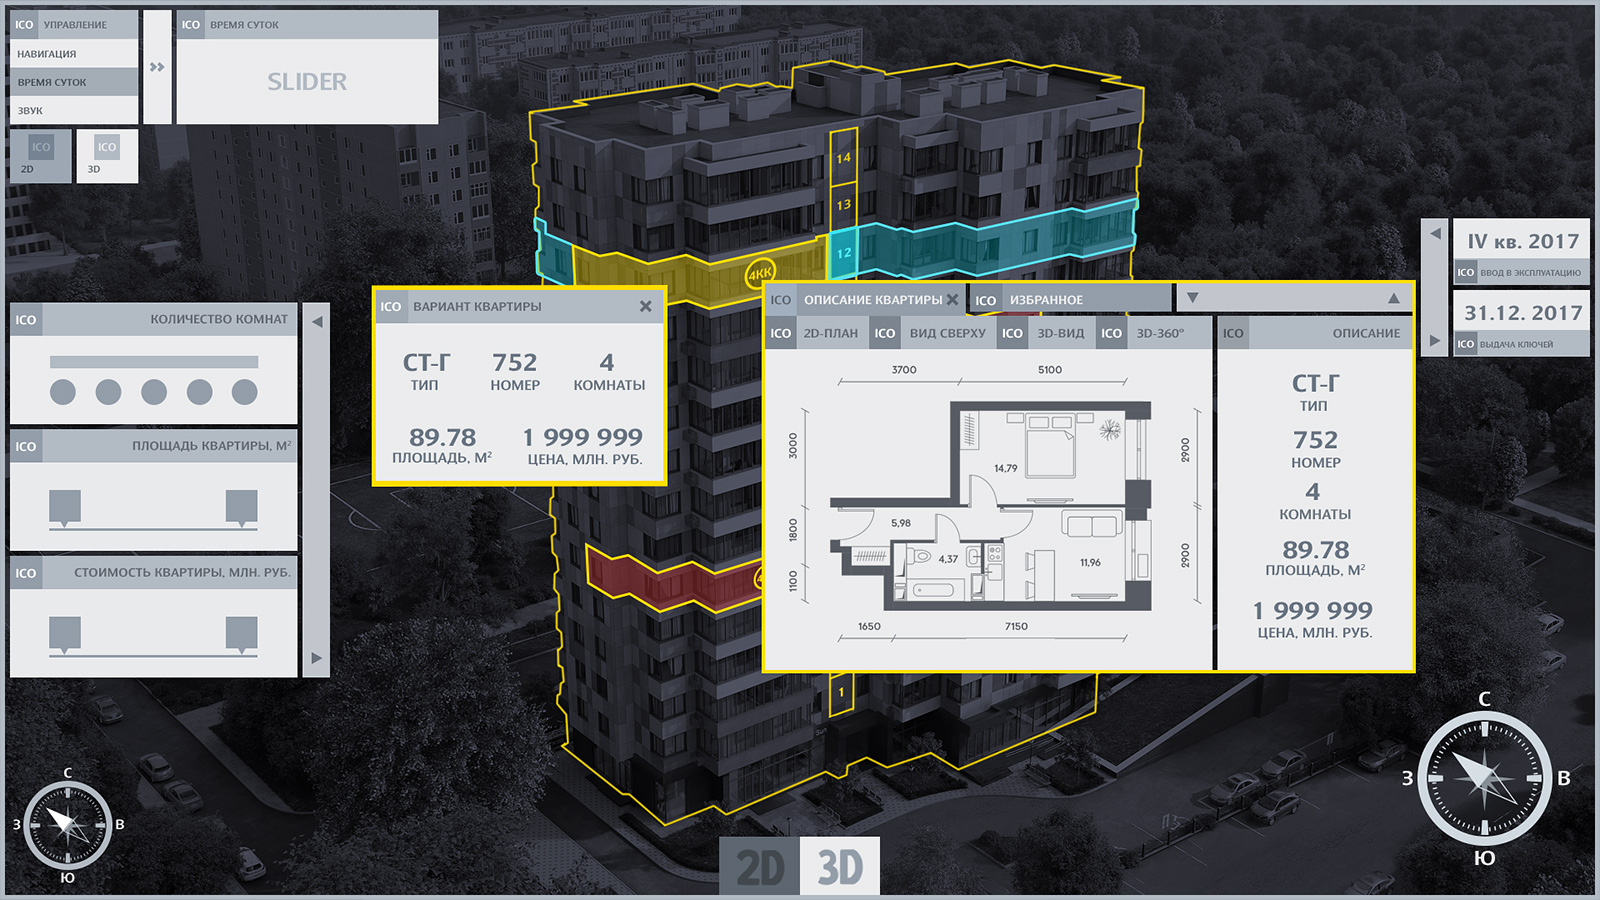 ICO УПРАВЛЕНИЕ
НАВИГАЦИЯ
ВРЕМЯ СУТОК
ЗВУК
ICO ВРЕМЯ СУТОК
SLIDER
ICO
2D
ICO
3D
14
13
12
4КК
1
IV кв. 2017
ICO ВВОД В ЭКСПЛУАТАЦИЮ
31.12. 2017
ICO ВЫДАЧА КЛЮЧЕЙ
ICO КОЛИЧЕСТВО КОМНАТ
ICO ПЛОЩАДЬ КВАРТИРЫ, М²
ICO СТОИМОСТЬ КВАРТИРЫ, МЛН. РУБ.
ICO ВАРИАНТ КВАРТИРЫ
СТ-Г 752 4
ТИП НОМЕР КОМНАТЫ
89.78 1 999 999
ПЛОЩАДЬ, М² ЦЕНА, МЛН. РУБ.
ICO ОПИСАНИЕ КВАРТИРЫ
ICO ИЗБРАННОЕ
ICO 2D-ПЛАН ICO ВИД СВЕРХУ ICO 3D-ВИД ICO 3D-360°
3700 5100
3000
1800
1100
14,79
5,98
4,37
11,96
2900
2900
1650 7150
ICO ОПИСАНИЕ
СТ-Г
ТИП
752
НОМЕР
4
КОМНАТЫ
89.78
ПЛОЩАДЬ, М²
1 999 999
ЦЕНА, МЛН. РУБ.
С
З В
Ю
2D 3D
С
З В
Ю